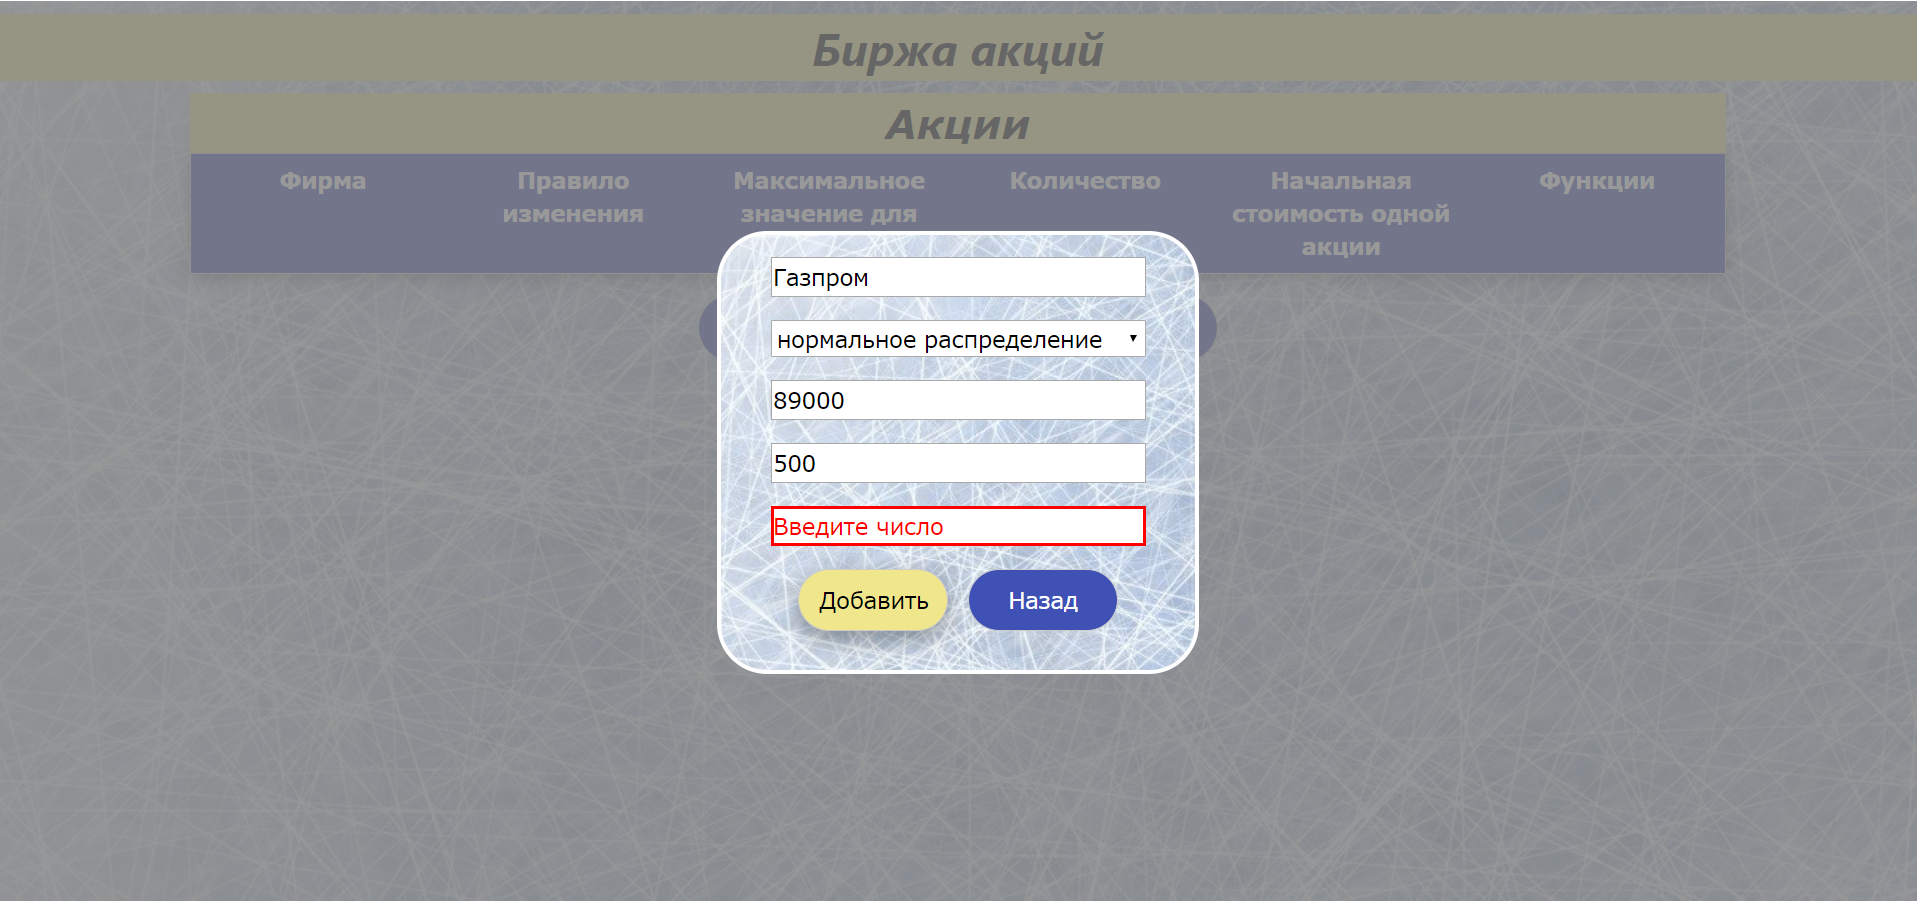 Биржа акций
Акции
Фирма
Правило
изменения
Максимальное
значение для
Количество
Начальная
стоимость одной
акции
Функции
Газпром
нормальное распределение
89000
500
Введите число
Добавить
Назад